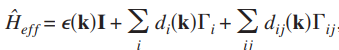 Ĥ_eff = ϵ(𝐤)𝐈 + ∑_i d_i(𝐤)Γ_i + ∑_ij d_ij(𝐤)Γ_ij,